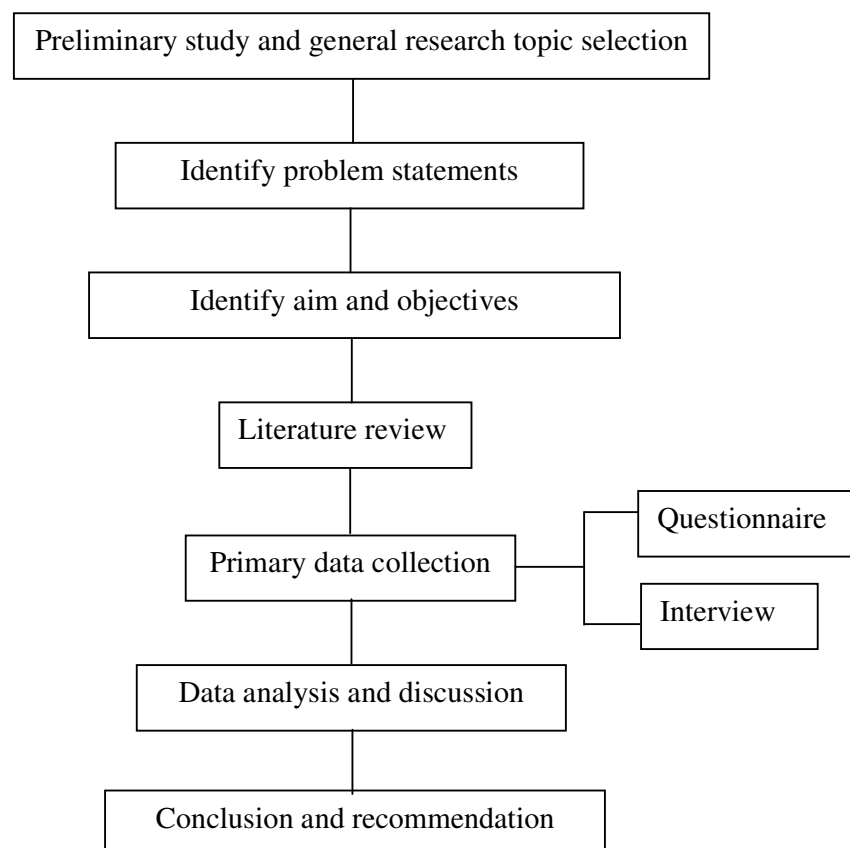 Preliminary study and general research topic selection
Identify problem statements
Identify aim and objectives
Literature review
Questionnaire
Primary data collection
Interview
Data analysis and discussion
Conclusion and recommendation